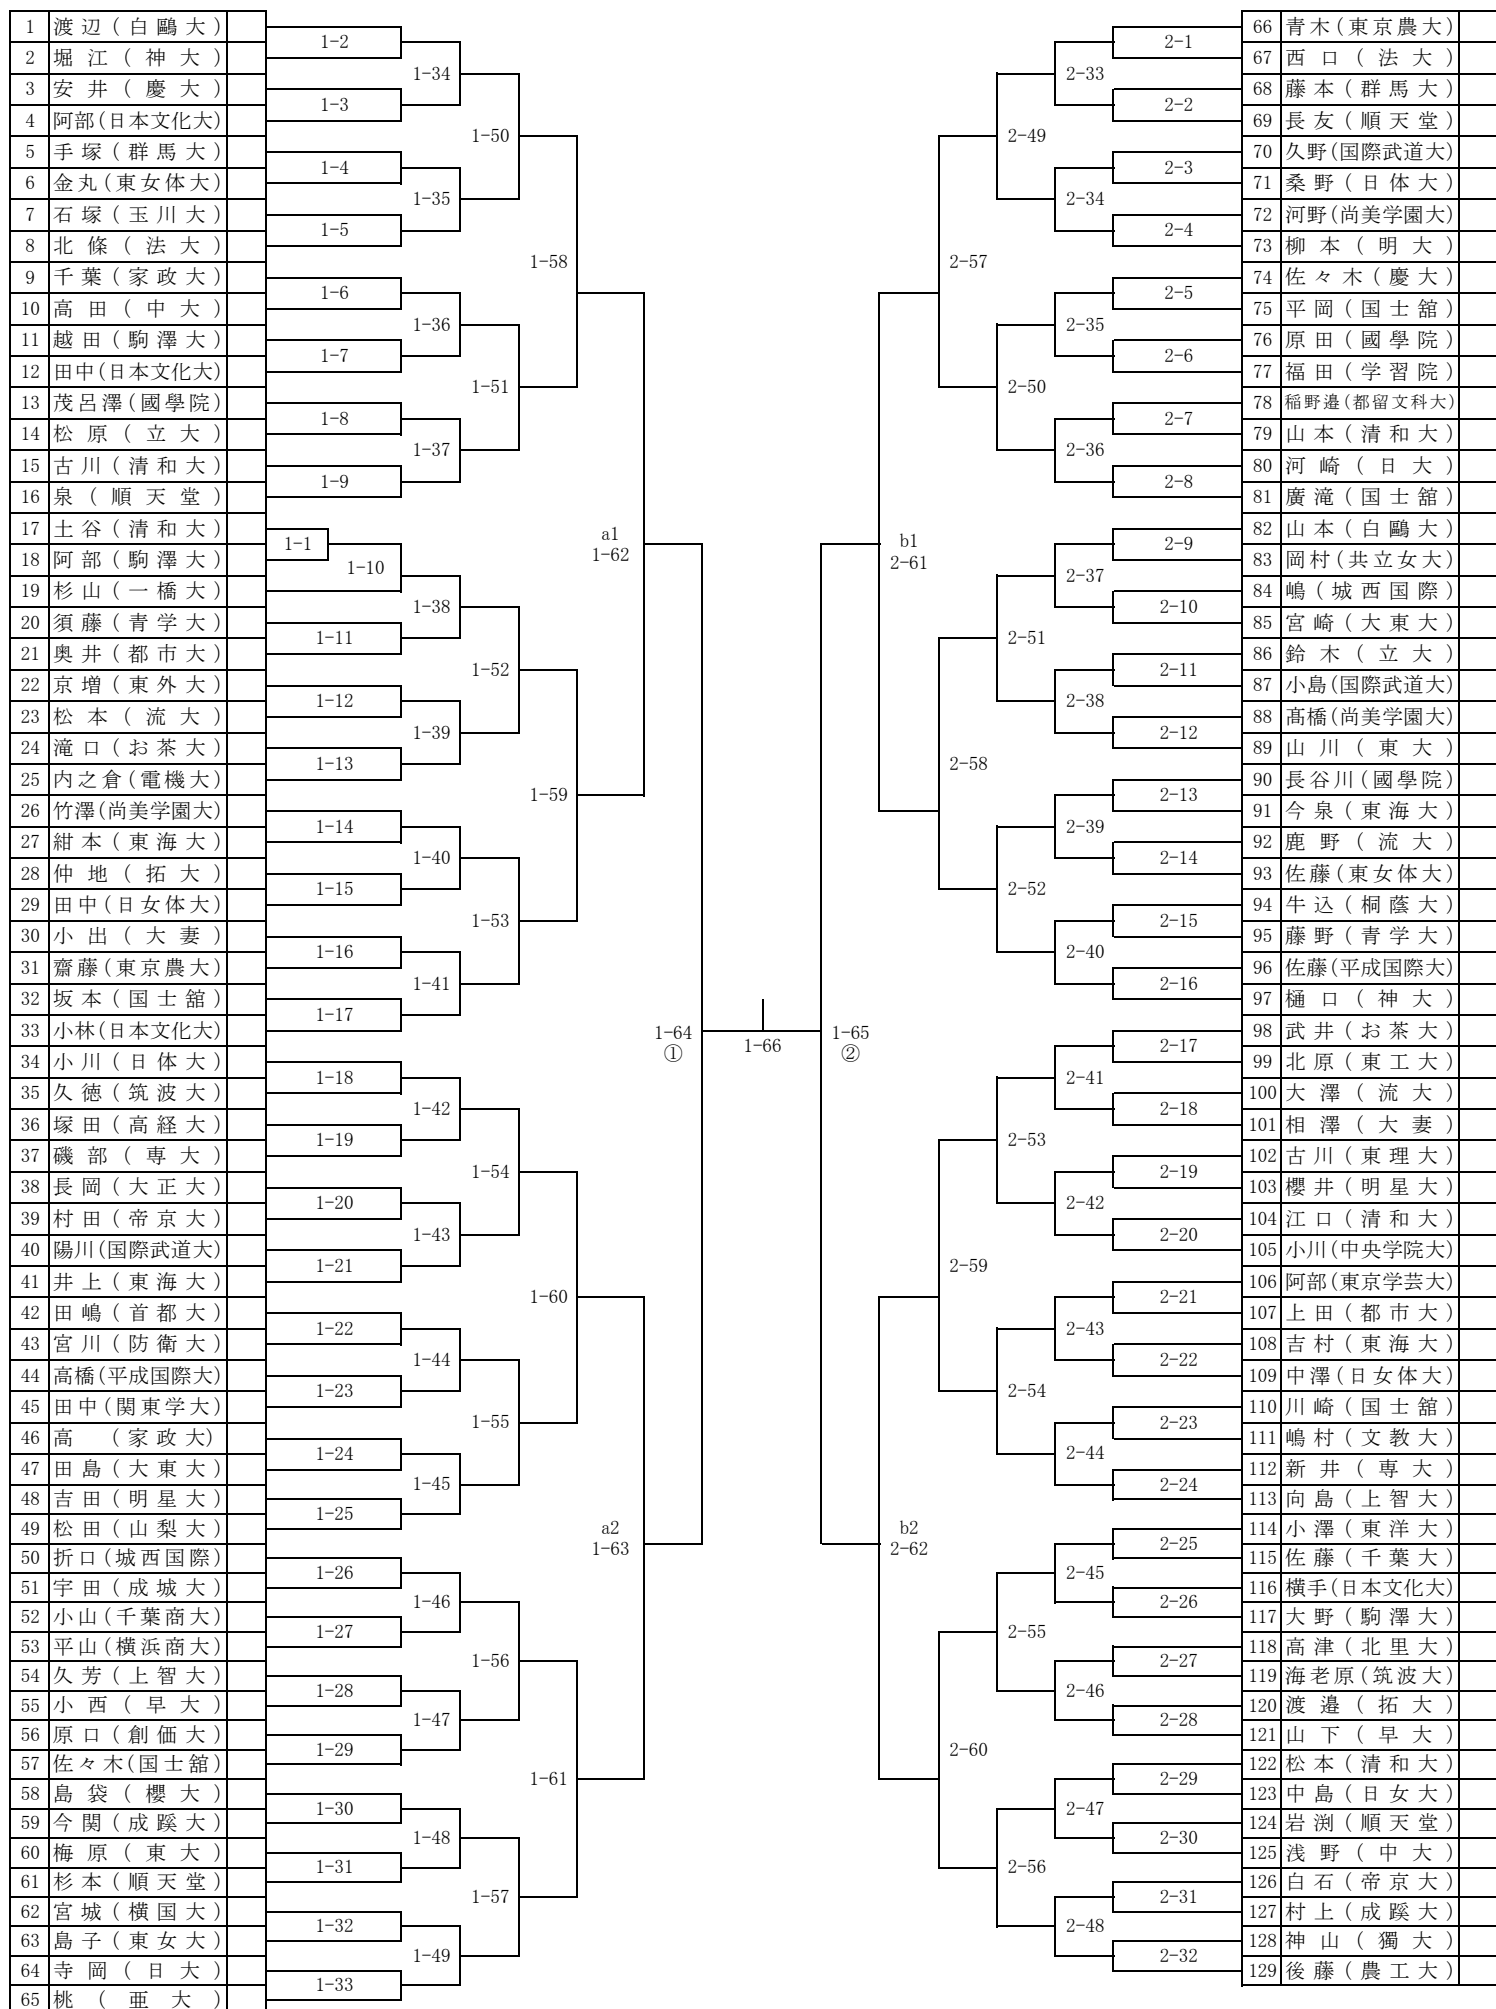 1 渡辺(白鷗大)
2 堀江(神大)
3 安井(慶大)
4 阿部(日本文化大)
5 手塚(群馬大)
6 金丸(東女体大)
7 石塚(玉川大)
8 北條(法大)
9 千葉(家政大)
10 高田(中大)
11 越田(駒澤大)
12 田中(日本文化大)
13 茂呂澤(國學院)
14 松原(立大)
15 古川(清和大)
16 泉(順天堂)
17 土谷(清和大)
18 阿部(駒澤大)
19 杉山(一橋大)
20 須藤(青学大)
21 奥井(都市大)
22 京増(東外大)
23 松本(流大)
24 滝口(お茶大)
25 内之倉(電機大)
26 竹澤(尚美学園大)
27 紺本(東海大)
28 仲地(拓大)
29 田中(日女体大)
30 小出(大妻)
31 齋藤(東京農大)
32 坂本(国士舘)
33 小林(日本文化大)
34 小川(日体大)
35 久徳(筑波大)
36 塚田(高経大)
37 磯部(専大)
38 長岡(大正大)
39 村田(帝京大)
40 陽川(国際武道大)
41 井上(東海大)
42 田嶋(首都大)
43 宮川(防衛大)
44 高橋(平成国際大)
45 田中(関東学大)
46 高 (家政大)
47 田島(大東大)
48 吉田(明星大)
49 松田(山梨大)
50 折口(城西国際)
51 宇田(成城大)
52 小山(千葉商大)
53 平山(横浜商大)
54 久芳(上智大)
55 小西(早大)
56 原口(創価大)
57 佐々木(国士舘)
58 島袋(櫻大)
59 今関(成蹊大)
60 梅原(東大)
61 杉本(順天堂)
62 宮城(横国大)
63 島子(東女大)
64 寺岡(日大)
65 桃(亜大)
1-2
1-3
1-4
1-5
1-6
1-7
1-8
1-9
1-1
1-10
1-11
1-12
1-13
1-14
1-15
1-16
1-17
1-18
1-19
1-20
1-21
1-22
1-23
1-24
1-25
1-26
1-27
1-28
1-29
1-30
1-31
1-32
1-33
1-34
1-35
1-36
1-37
1-38
1-39
1-40
1-41
1-42
1-43
1-44
1-45
1-46
1-47
1-48
1-49
1-50
1-51
1-52
1-53
1-54
1-55
1-56
1-57
1-58
1-59
1-60
1-61
a1
1-62
a2
1-63
1-64
①
1-66
1-65
②
b1
2-61
b2
2-62
2-57
2-58
2-59
2-60
2-49
2-50
2-51
2-52
2-53
2-54
2-55
2-56
2-33
2-34
2-35
2-36
2-37
2-38
2-39
2-40
2-41
2-42
2-43
2-44
2-45
2-46
2-47
2-48
2-1
2-2
2-3
2-4
2-5
2-6
2-7
2-8
2-9
2-10
2-11
2-12
2-13
2-14
2-15
2-16
2-17
2-18
2-19
2-20
2-21
2-22
2-23
2-24
2-25
2-26
2-27
2-28
2-29
2-30
2-31
2-32
66 青木(東京農大)
67 西口(法大)
68 藤本(群馬大)
69 長友(順天堂)
70 久野(国際武道大)
71 桑野(日体大)
72 河野(尚美学園大)
73 柳本(明大)
74 佐々木(慶大)
75 平岡(国士舘)
76 原田(國學院)
77 福田(学習院)
78 稲野邉(都留文科大)
79 山本(清和大)
80 河崎(日大)
81 廣滝(国士舘)
82 山本(白鷗大)
83 岡村(共立女大)
84 嶋(城西国際)
85 宮崎(大東大)
86 鈴木(立大)
87 小島(国際武道大)
88 髙橋(尚美学園大)
89 山川(東大)
90 長谷川(國學院)
91 今泉(東海大)
92 鹿野(流大)
93 佐藤(東女体大)
94 牛込(桐蔭大)
95 藤野(青学大)
96 佐藤(平成国際大)
97 樋口(神大)
98 武井(お茶大)
99 北原(東工大)
100 大澤(流大)
101 相澤(大妻)
102 古川(東理大)
103 櫻井(明星大)
104 江口(清和大)
105 小川(中央学院大)
106 阿部(東京学芸大)
107 上田(都市大)
108 吉村(東海大)
109 中澤(日女体大)
110 川崎(国士舘)
111 嶋村(文教大)
112 新井(専大)
113 向島(上智大)
114 小澤(東洋大)
115 佐藤(千葉大)
116 横手(日本文化大)
117 大野(駒澤大)
118 高津(北里大)
119 海老原(筑波大)
120 渡邉(拓大)
121 山下(早大)
122 松本(清和大)
123 中島(日女大)
124 岩渕(順天堂)
125 浅野(中大)
126 白石(帝京大)
127 村上(成蹊大)
128 神山(獨大)
129 後藤(農工大)